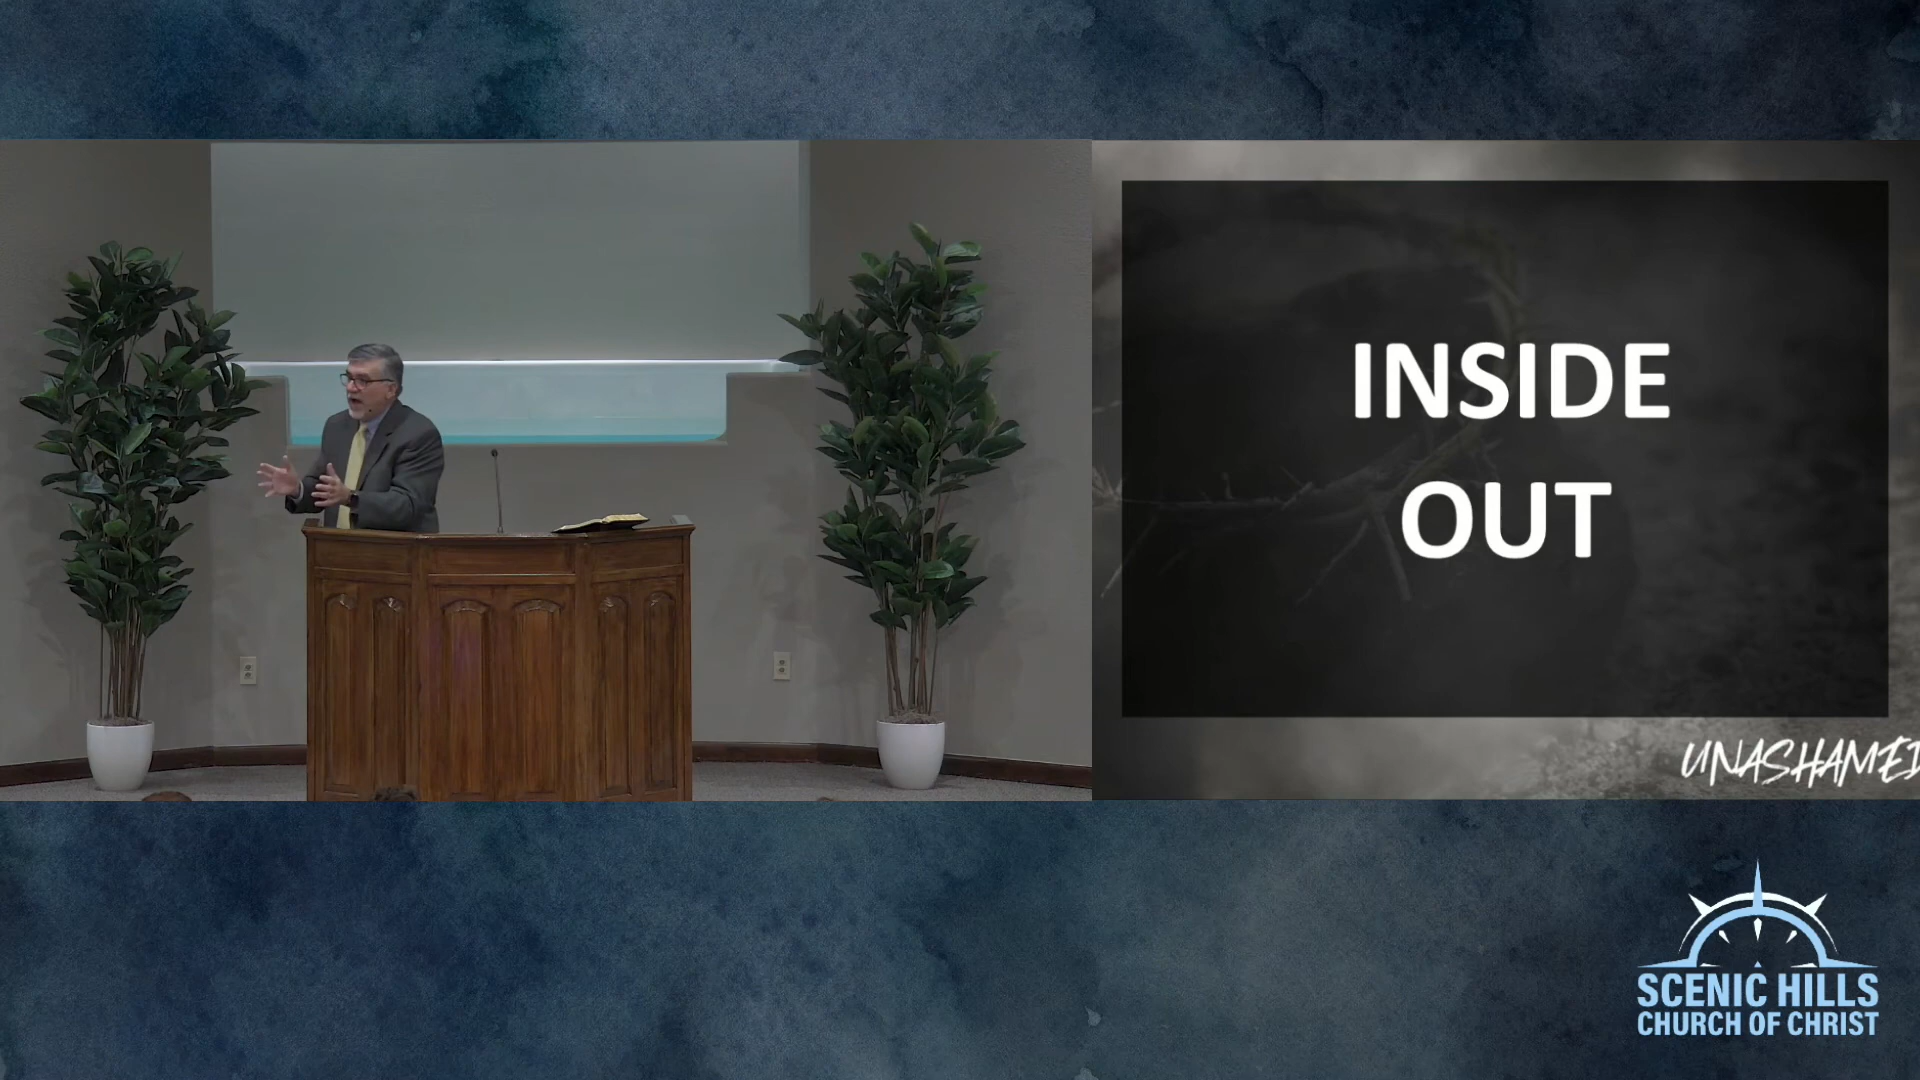 INSIDE
OUT
UNASHAMED
SCENIC HILLS
CHURCH OF CHRIST